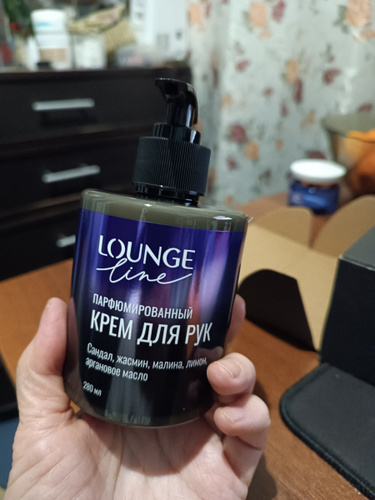 LOUNGE
line
ПАРФЮМИРОВАННЫЙ
КРЕМ ДЛЯ РУК
Сандал, жасмин, малина, лимон,
аргановое масло
280 мл